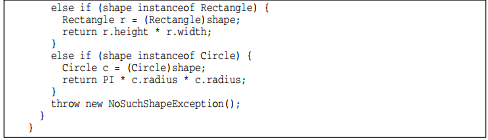 else if (shape instanceof Rectangle) {
Rectangle r = (Rectangle)shape;
return r.height * r.width;
}
else if (shape instanceof Circle) {
Circle c = (Circle)shape;
return PI * c.radius * c.radius;
}
throw new NoSuchShapeException();
}
}